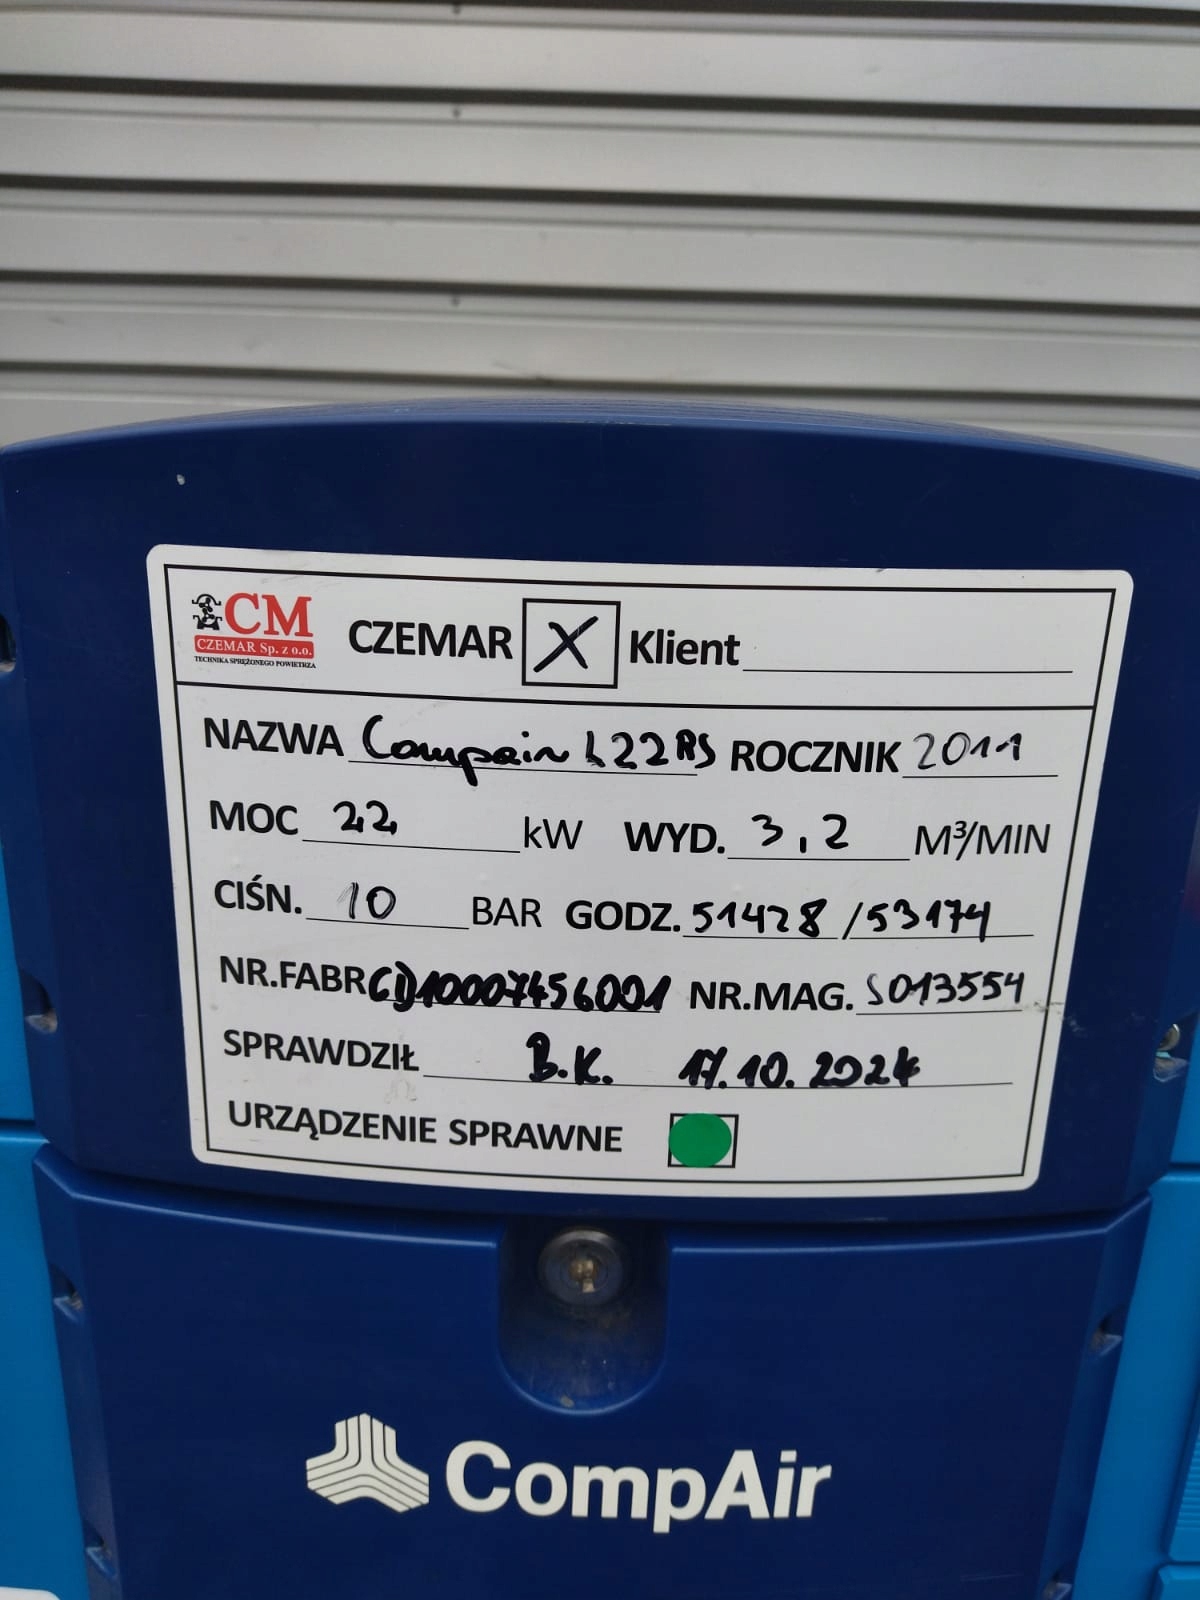 CM
CZEMAR Sp. z o.o.
TECHNIKA SPRĘŻONEGO POWIETRZA
CZEMAR X Klient
NAZWA Compair L22RS ROCZNIK 2011
MOC 22 kW WYD. 3,2 M³/MIN
CIŚN. 10 BAR GODZ. 51428 /53174
NR.FABR CD10007456001 NR.MAG. S013554
SPRAWDZIŁ B.K. 17.10.2024
URZĄDZENIE SPRAWNE
CompAir